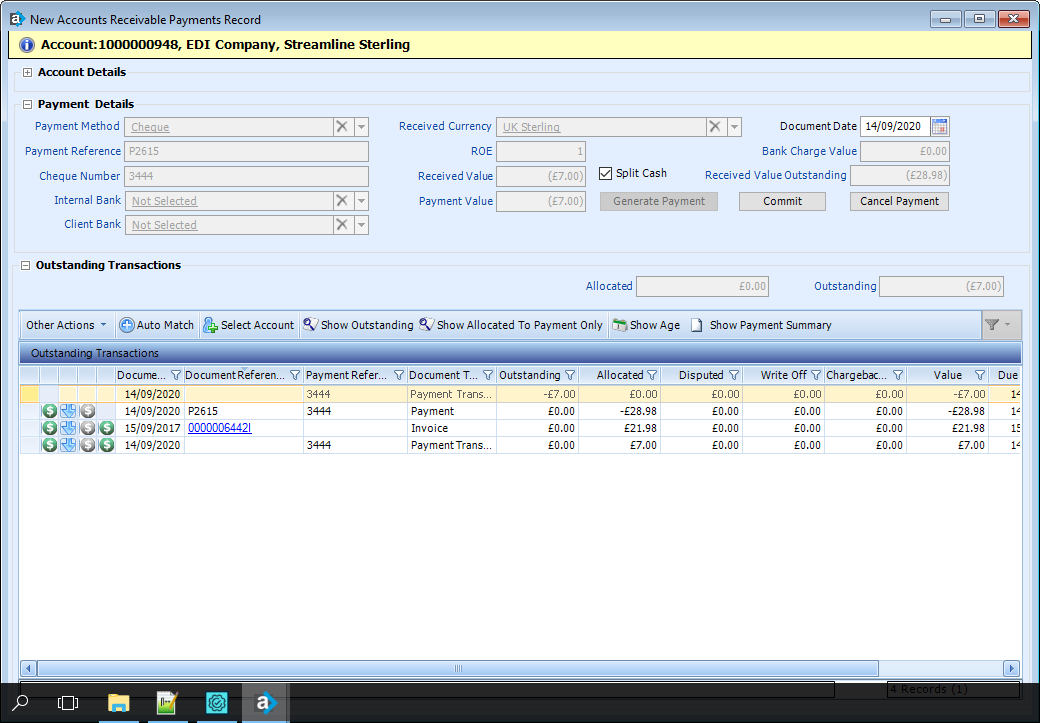 New Accounts Receivable Payments Record
Account:1000000948, EDI Company, Streamline Sterling
Account Details
Payment Details
Payment Method Cheque Received Currency UK Sterling Document Date 14/09/2020
Payment Reference P2615 ROE 1 Bank Charge Value £0.00
Cheque Number 3444 Received Value (£7.00) Split Cash Received Value Outstanding (£28.98)
Internal Bank Not Selected Payment Value (£7.00) Generate Payment Commit Cancel Payment
Client Bank Not Selected
Outstanding Transactions
Allocated £0.00 Outstanding (£7.00)
Other Actions Auto Match Select Account Show Outstanding Show Allocated To Payment Only Show Age Show Payment Summary
Outstanding Transactions
Docume... Document Referen... Payment Refer... Document T... Outstanding Allocated Disputed Write Off Chargebac... Value Due
14/09/2020 3444 Payment Trans... -£7.00 £0.00 £0.00 £0.00 £0.00 -£7.00 14
14/09/2020 P2615 3444 Payment £0.00 -£28.98 £0.00 £0.00 £0.00 -£28.98 14
15/09/2017 0000006442I Invoice £0.00 £21.98 £0.00 £0.00 £0.00 £21.98 15
14/09/2020 3444 Payment Trans... £0.00 £7.00 £0.00 £0.00 £0.00 £7.00 14
4 Records (1)